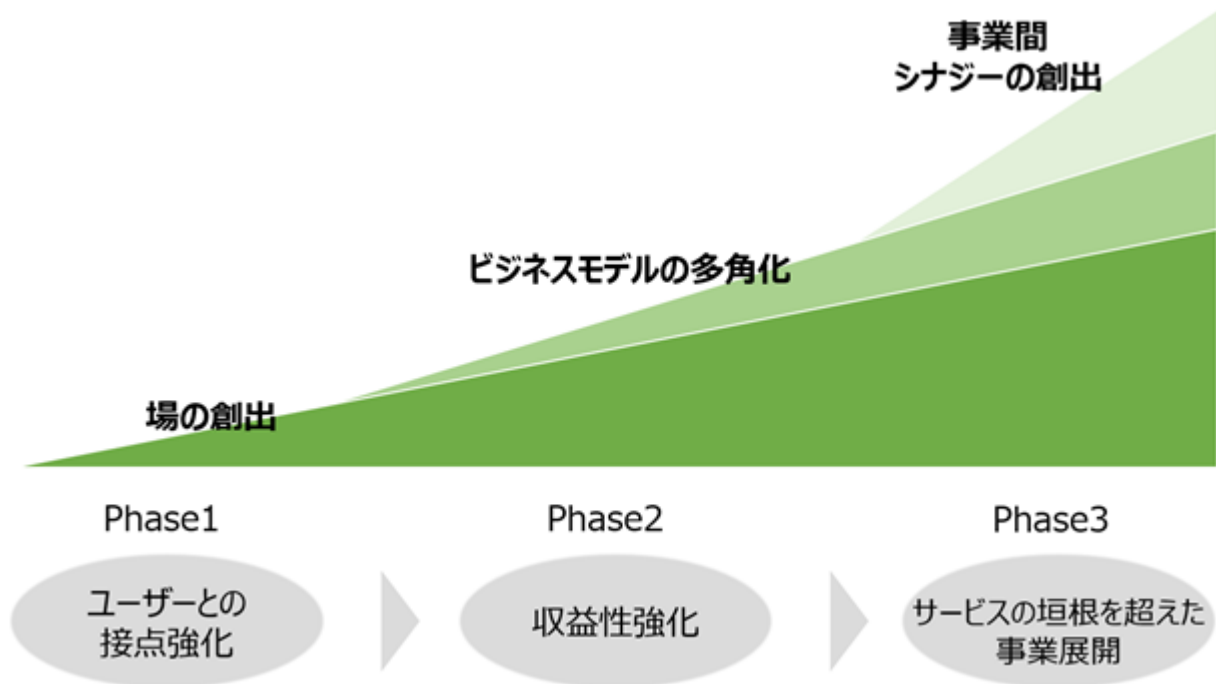 事業間
シナジーの創出
ビジネスモデルの多角化
場の創出
Phase1
Phase2
Phase3
ユーザーとの
接点強化
収益性強化
サービスの垣根を超えた
事業展開